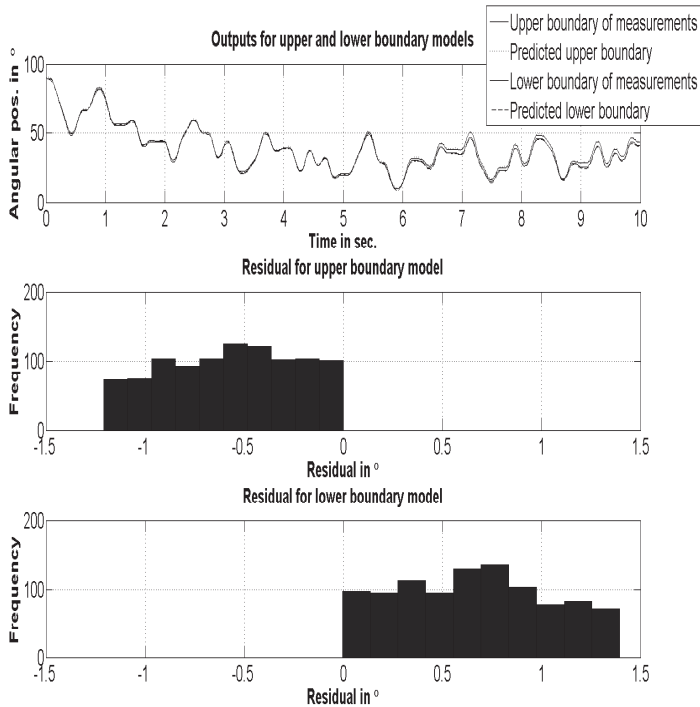 Upper boundary of measurements
Predicted upper boundary
Lower boundary of measurements
Predicted lower boundary
Outputs for upper and lower boundary models
Angular pos. in °
100
50
0
0 1 2 3 4 5 6 7 8 9 10
Time in sec.
Residual for upper boundary model
Frequency
200
100
0
-1.5 -1 -0.5 0 0.5 1 1.5
Residual in °
Residual for lower boundary model
Frequency
200
100
0
-1.5 -1 -0.5 0 0.5 1 1.5
Residual in °